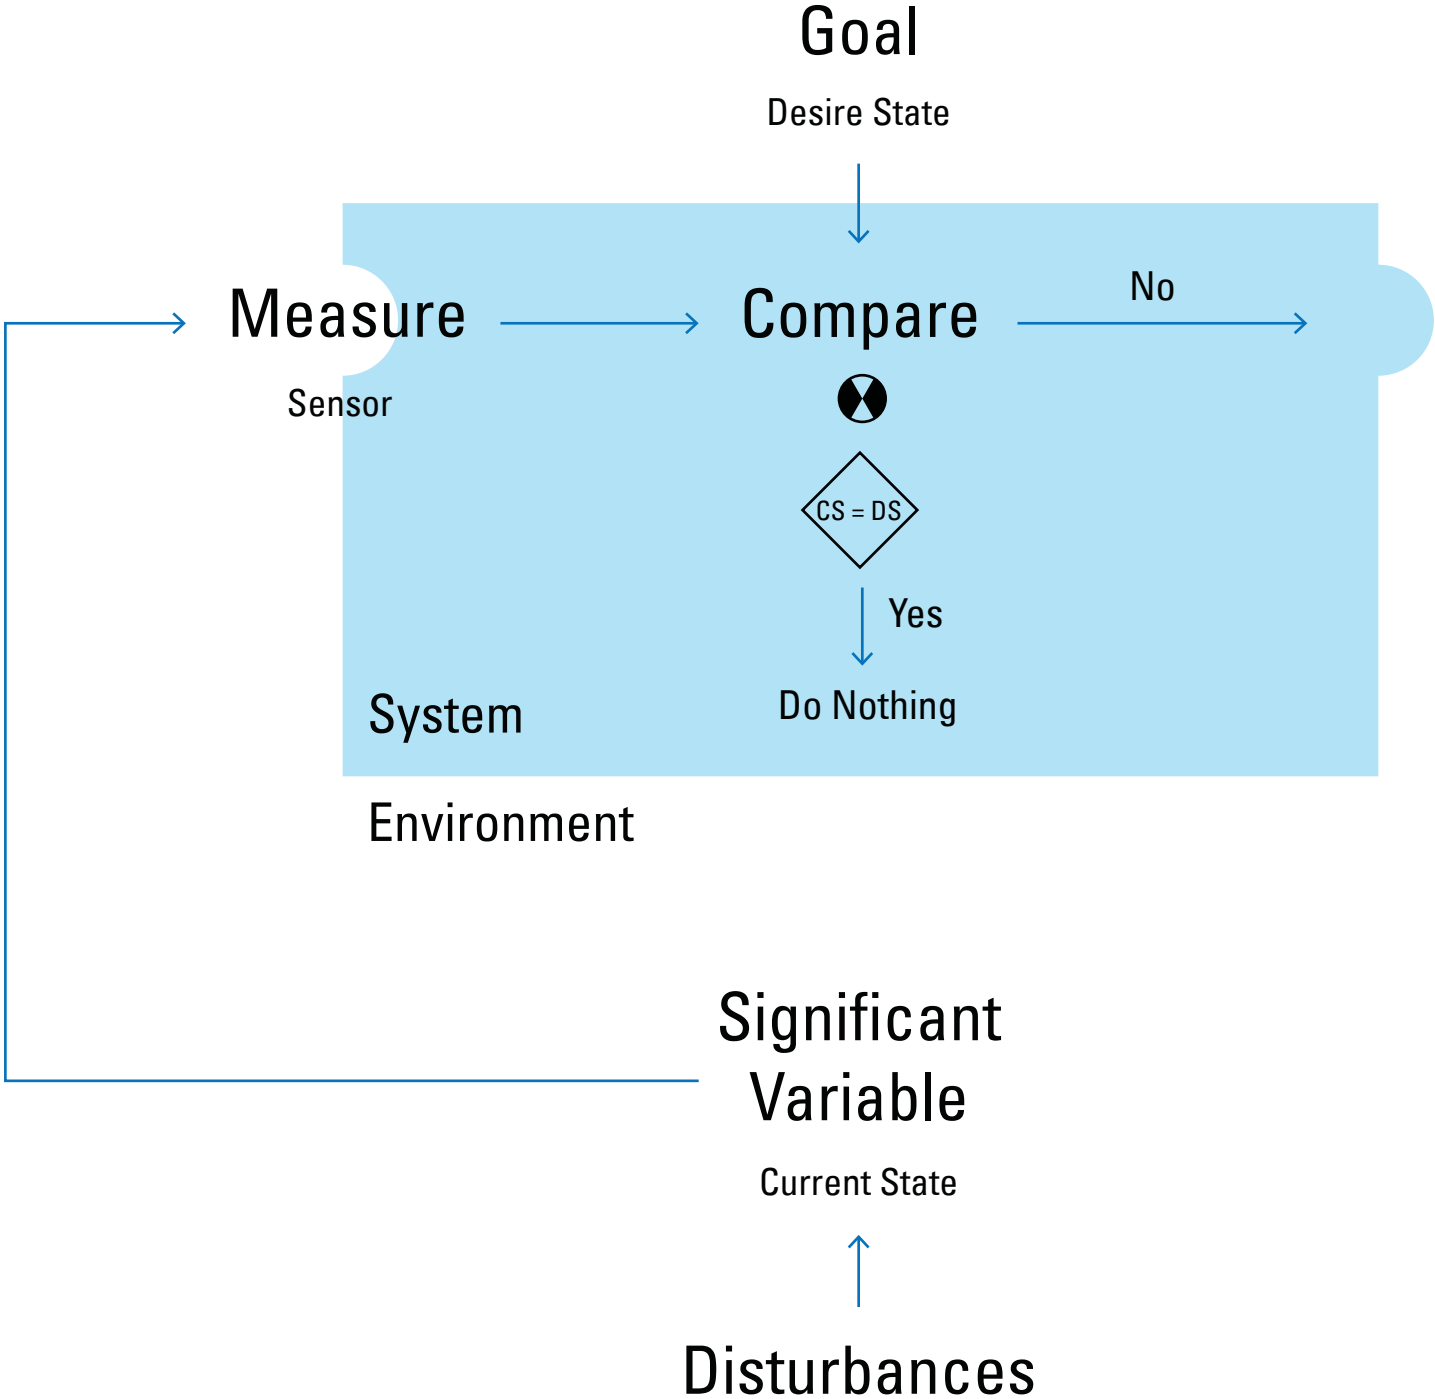 Goal
Desire State
No
Measure
Compare
Sensor
CS = DS
Yes
Do Nothing
System
Environment
Significant
Variable
Current State
Disturbances